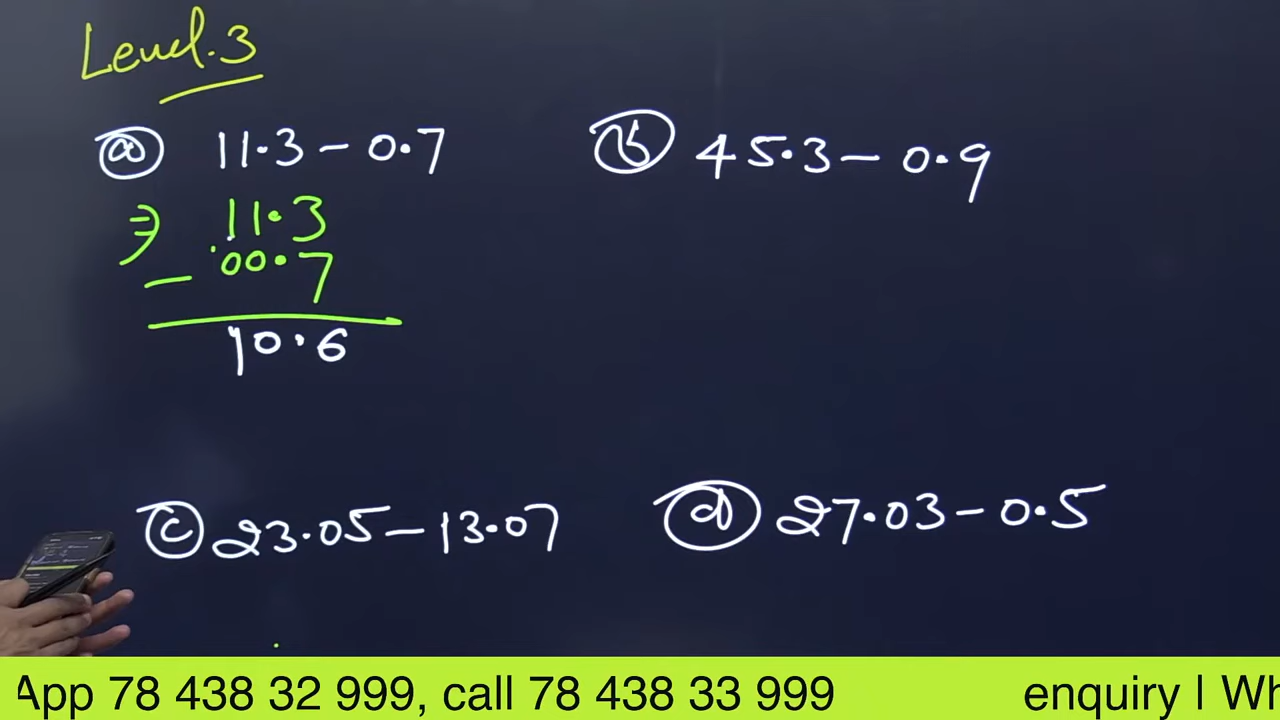 Level.3
(a) 11.3 - 0.7
⇒ 11.3
- 00.7
10.6
(b) 45.3 - 0.9
(c) 23.05 - 13.07
(d) 27.03 - 0.5
App 78 438 32 999, call 78 438 33 999 enquiry | Wh